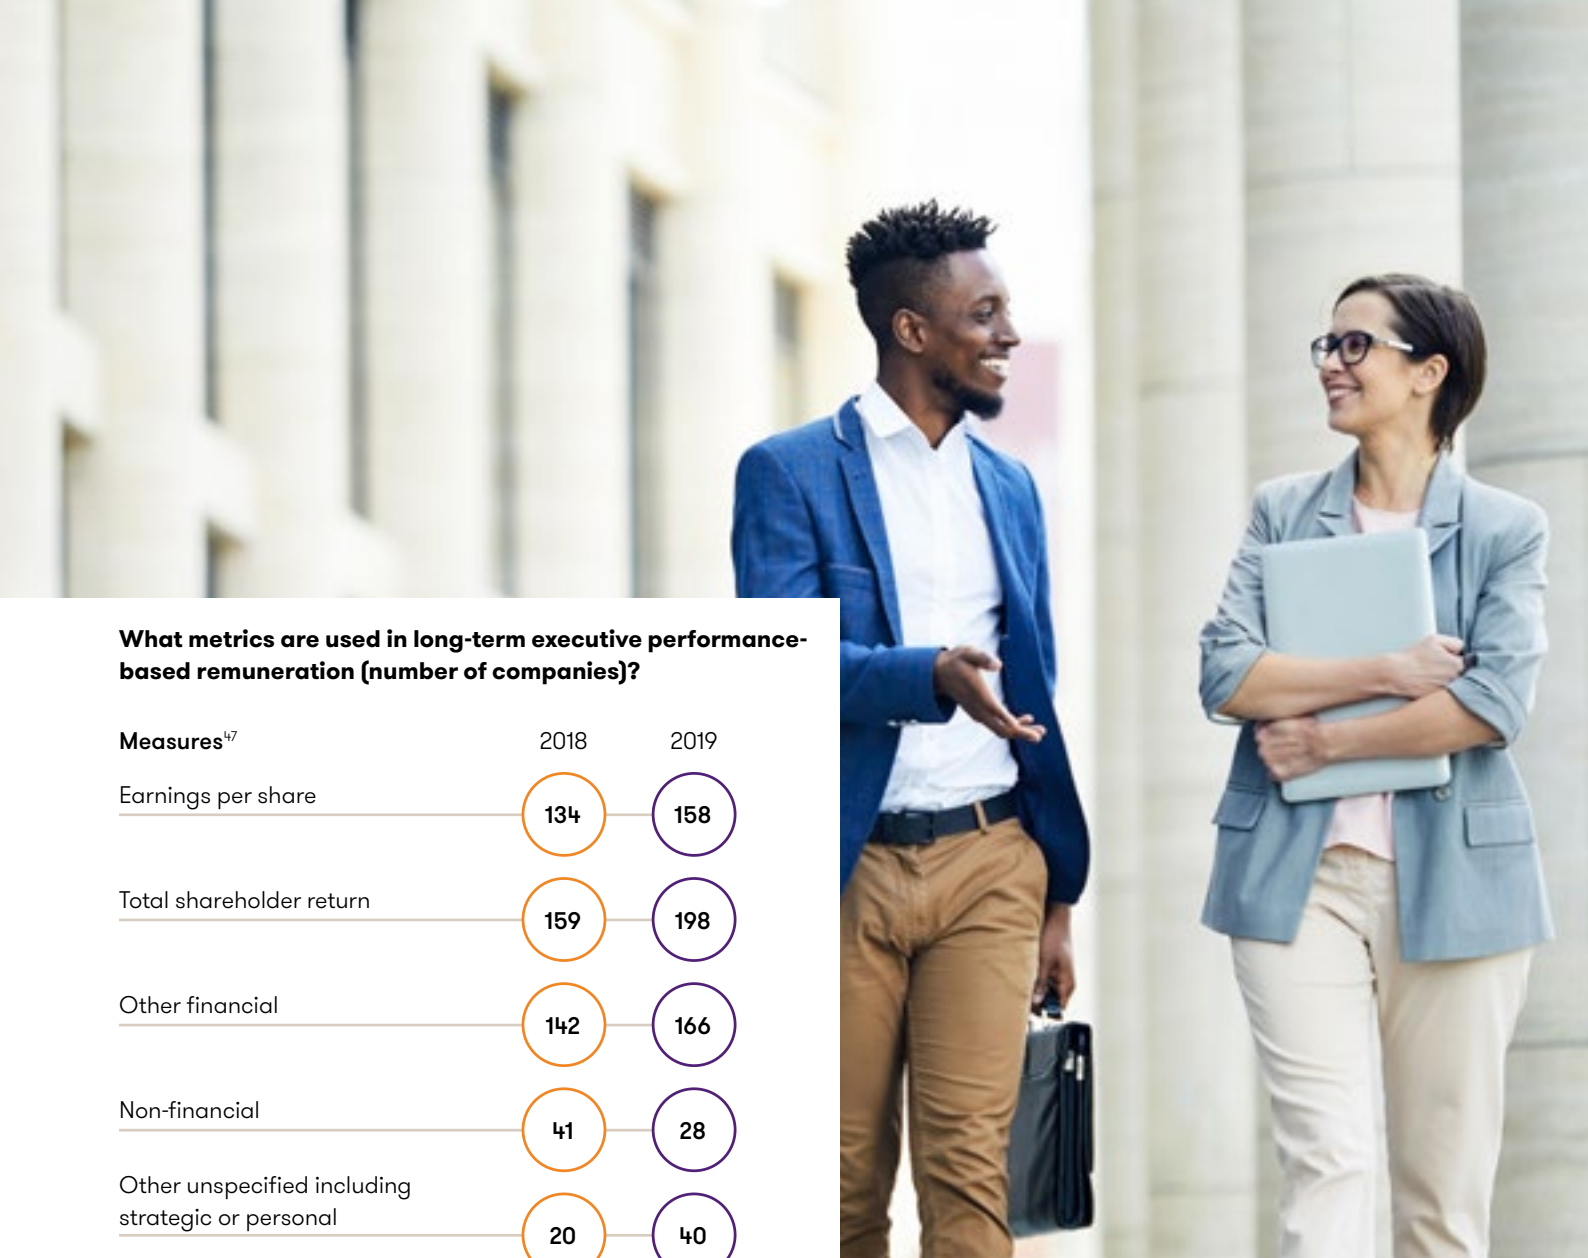 What metrics are used in long-term executive performance-
based remuneration (number of companies)?
Measures47 2018 2019
Earnings per share 134 158
Total shareholder return 159 198
Other financial 142 166
Non-financial 41 28
Other unspecified including
strategic or personal 20 40